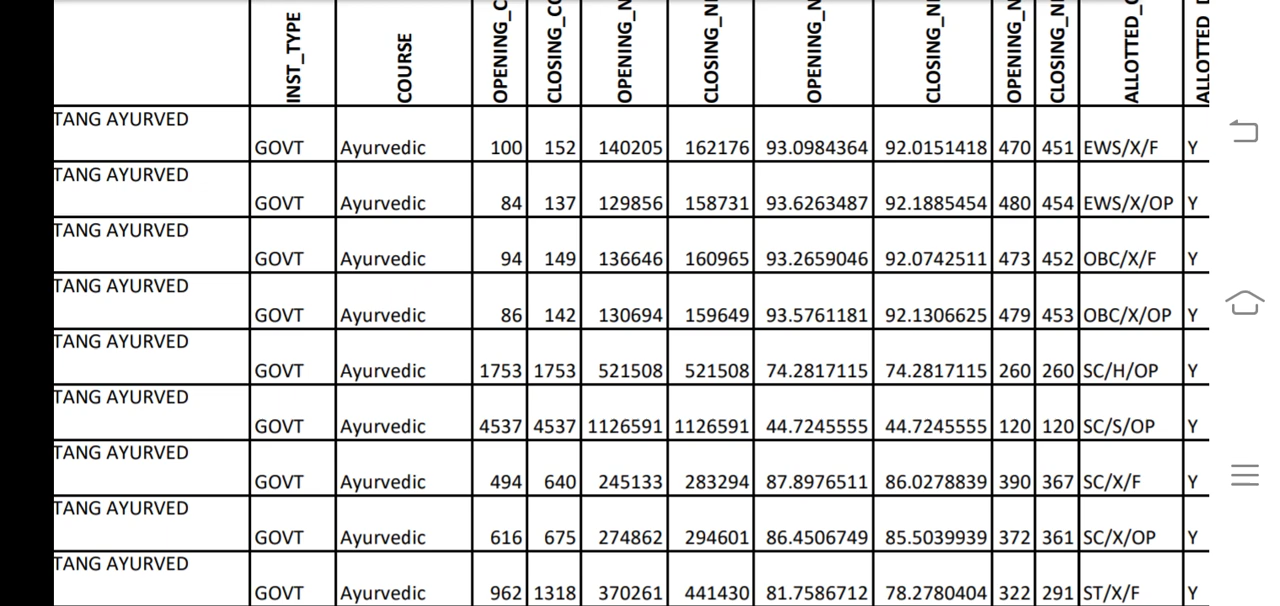 INST_TYPE COURSE OPENING_C CLOSING_CO OPENING_N CLOSING_NE OPENING_N CLOSING_NE OPENING_N CLOSING_NE ALLOTTED_C ALLOTTED_D
TANG AYURVED
GOVT Ayurvedic 100 152 140205 162176 93.0984364 92.0151418 470 451 EWS/X/F Y
TANG AYURVED
GOVT Ayurvedic 84 137 129856 158731 93.6263487 92.1885454 480 454 EWS/X/OP Y
TANG AYURVED
GOVT Ayurvedic 94 149 136646 160965 93.2659046 92.0742511 473 452 OBC/X/F Y
TANG AYURVED
GOVT Ayurvedic 86 142 130694 159649 93.5761181 92.1306625 479 453 OBC/X/OP Y
TANG AYURVED
GOVT Ayurvedic 1753 1753 521508 521508 74.2817115 74.2817115 260 260 SC/H/OP Y
TANG AYURVED
GOVT Ayurvedic 4537 4537 1126591 1126591 44.7245555 44.7245555 120 120 SC/S/OP Y
TANG AYURVED
GOVT Ayurvedic 494 640 245133 283294 87.8976511 86.0278839 390 367 SC/X/F Y
TANG AYURVED
GOVT Ayurvedic 616 675 274862 294601 86.4506749 85.5039939 372 361 SC/X/OP Y
TANG AYURVED
GOVT Ayurvedic 962 1318 370261 441430 81.7586712 78.2780404 322 291 ST/X/F Y